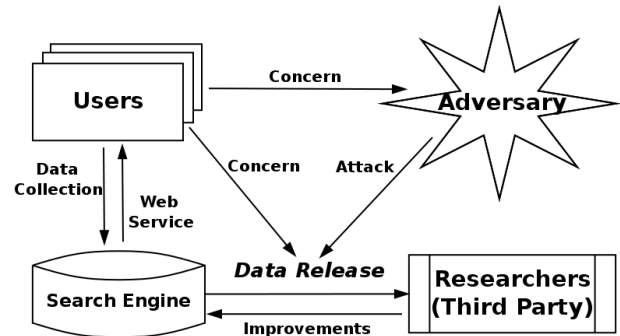 Concern
Users
Adversary
Data
Collection
Web
Service
Concern
Attack
Data Release
Search Engine
Researchers
(Third Party)
Improvements